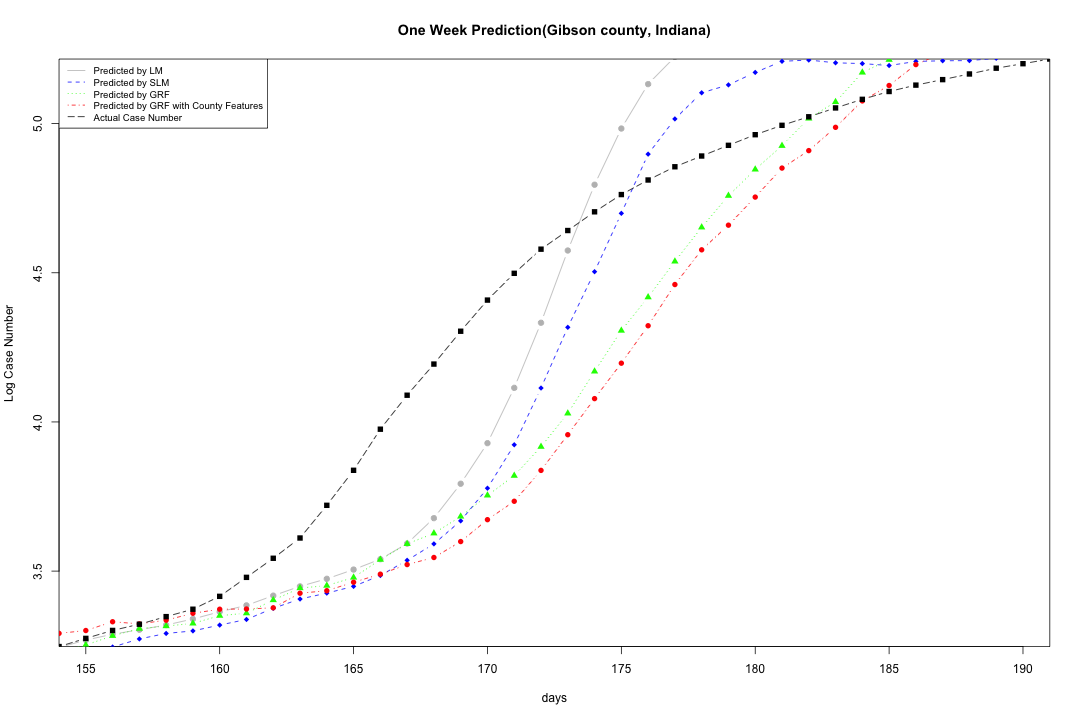 One Week Prediction(Gibson county, Indiana)
Predicted by LM
Predicted by SLM
Predicted by GRF
Predicted by GRF with County Features
Actual Case Number
5.0
4.5
4.0
3.5
Log Case Number
155 160 165 170 175 180 185 190
days